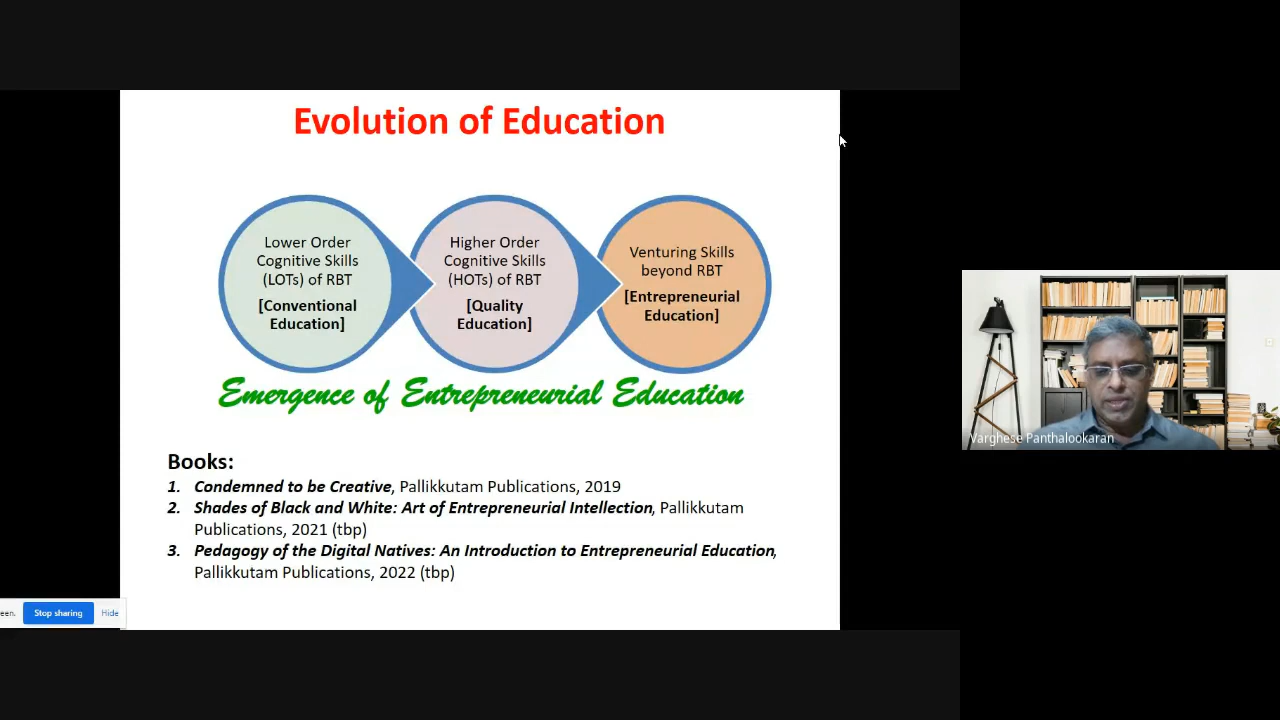 Evolution of Education
Lower Order
Cognitive Skills
(LOTs) of RBT
[Conventional
Education]
Higher Order
Cognitive Skills
(HOTs) of RBT
[Quality
Education]
Venturing Skills
beyond RBT
[Entrepreneurial
Education]
Emergence of Entrepreneurial Education
Books:
1. Condemned to be Creative, Pallikkutam Publications, 2019
2. Shades of Black and White: Art of Entrepreneurial Intellection, Pallikkutam
Publications, 2021 (tbp)
3. Pedagogy of the Digital Natives: An Introduction to Entrepreneurial Education,
Pallikkutam Publications, 2022 (tbp)
een. Stop sharing Hide
Varghese Panthalookaran